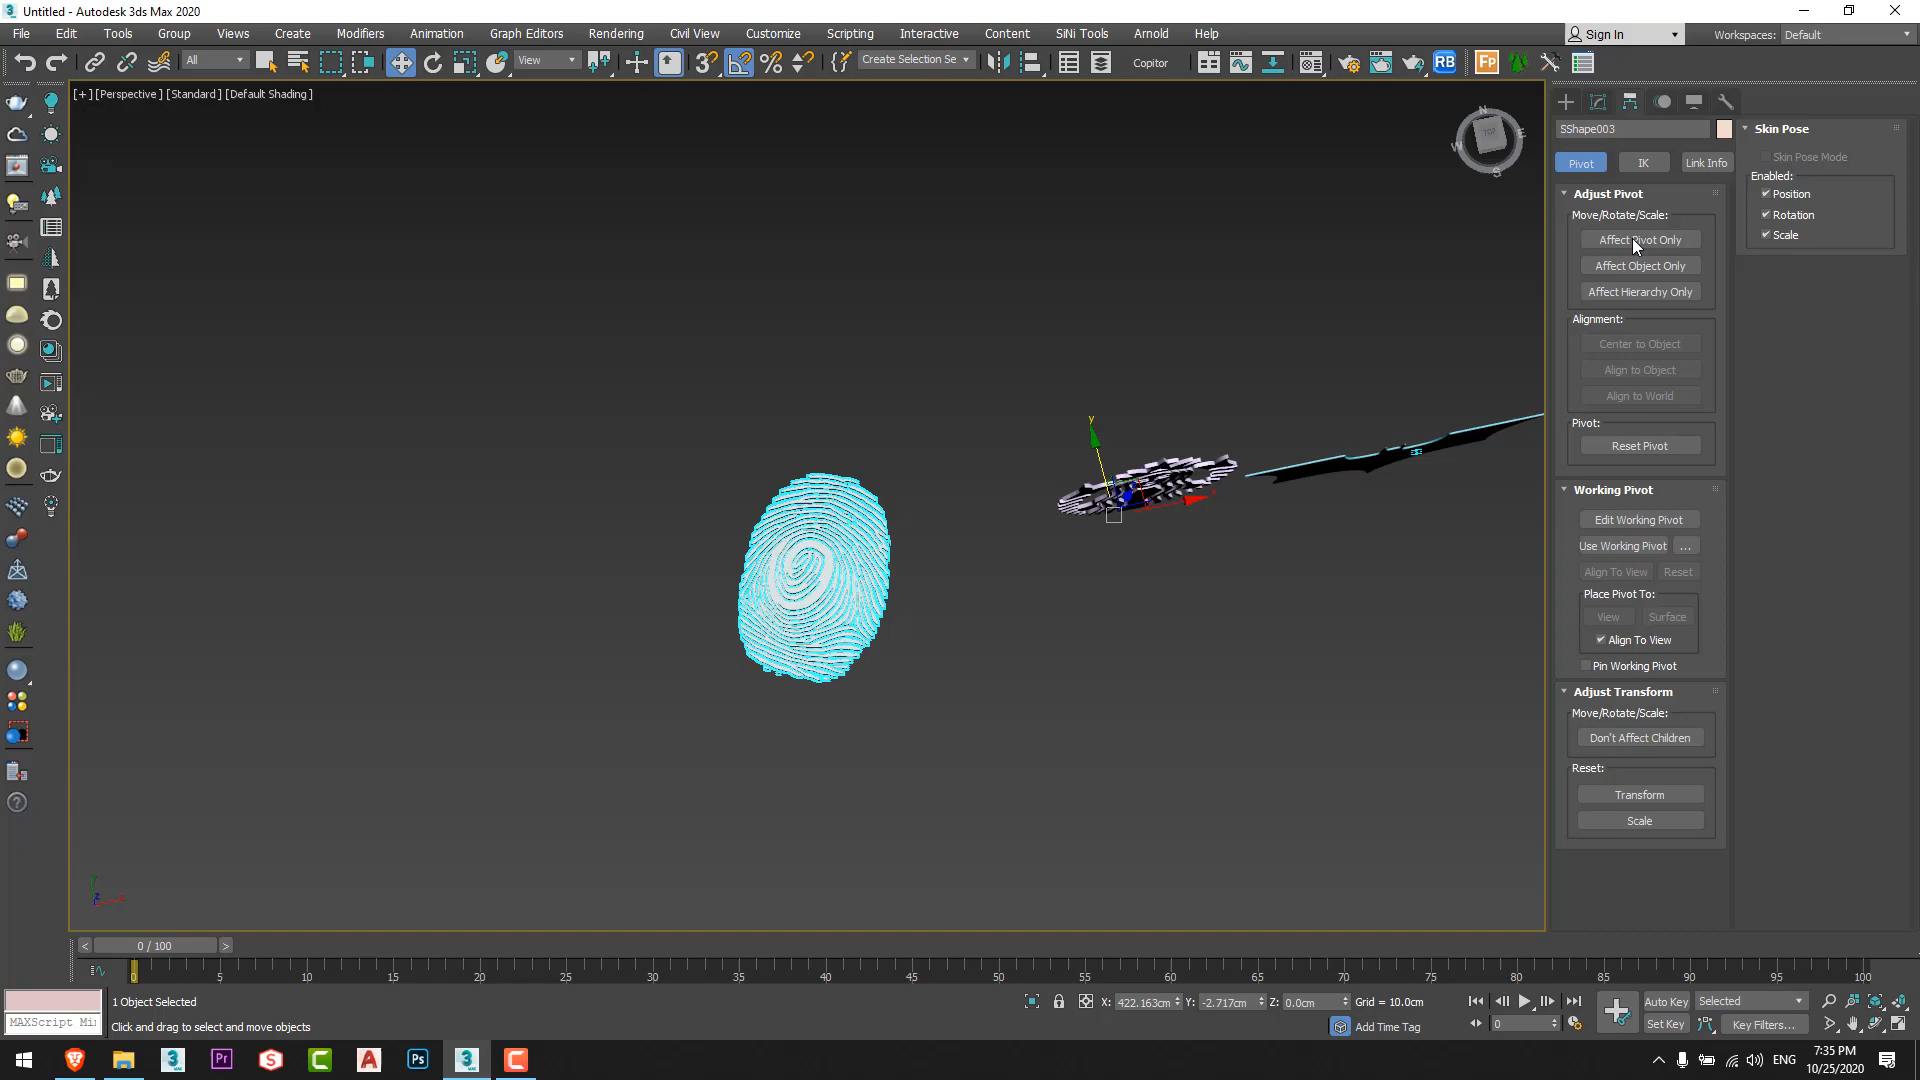 Untitled - Autodesk 3ds Max 2020
File Edit Tools Group Views Create Modifiers Animation Graph Editors Rendering Civil View Customize Scripting Interactive Content SiNi Tools Arnold Help Sign In Workspaces: Default
All View Create Selection Se Copitor RB FP
[+] [Perspective] [Standard] [Default Shading]
N
W TOP E
S
SShape003
Pivot IK Link Info
Adjust Pivot
Move/Rotate/Scale:
Affect Pivot Only
Affect Object Only
Affect Hierarchy Only
Alignment:
Center to Object
Align to Object
Align to World
Pivot:
Reset Pivot
Working Pivot
Edit Working Pivot
Use Working Pivot ...
Align To View Reset
Place Pivot To:
View Surface
Align To View
Pin Working Pivot
Adjust Transform
Move/Rotate/Scale:
Don't Affect Children
Reset:
Transform
Scale
Skin Pose
Skin Pose Mode
Enabled:
Position
Rotation
Scale
y
< 0 / 100 >
0 5 10 15 20 25 30 35 40 45 50 55 60 65 70 75 80 85 90 95 100
1 Object Selected
X: 422.163cm Y: -2.717cm Z: 0.0cm Grid = 10.0cm
Auto Key Selected
MAXScript Mi
Click and drag to select and move objects
Add Time Tag
0
Set Key Key Filters...
Pr S C A Ps 3 C
ENG
7:35 PM
10/25/2020